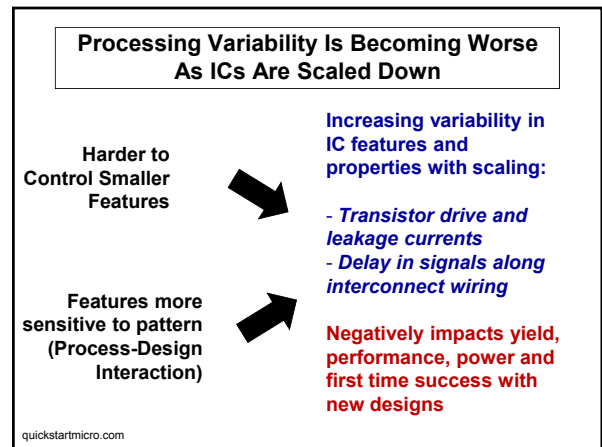 Processing Variability Is Becoming Worse
As ICs Are Scaled Down
Harder to
Control Smaller
Features
Features more
sensitive to pattern
(Process-Design
Interaction)
Increasing variability in
IC features and
properties with scaling:
- Transistor drive and
leakage currents
- Delay in signals along
interconnect wiring
Negatively impacts yield,
performance, power and
first time success with
new designs
quickstartmicro.com